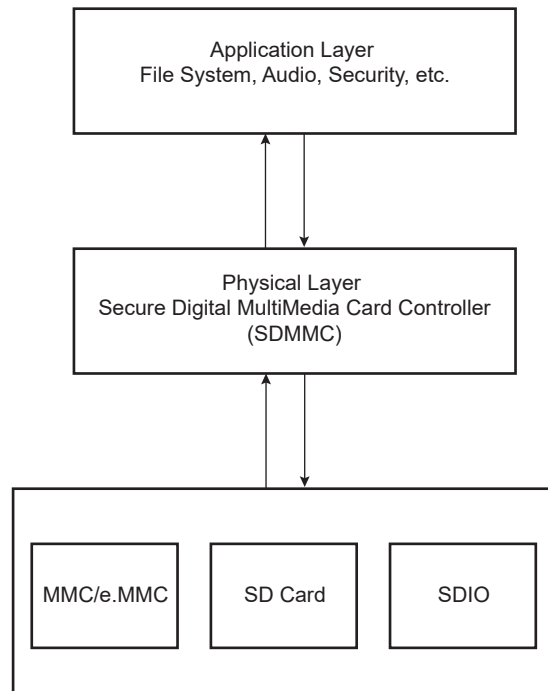 Application Layer
File System, Audio, Security, etc.
Physical Layer
Secure Digital MultiMedia Card Controller
(SDMMC)
MMC/e.MMC
SD Card
SDIO